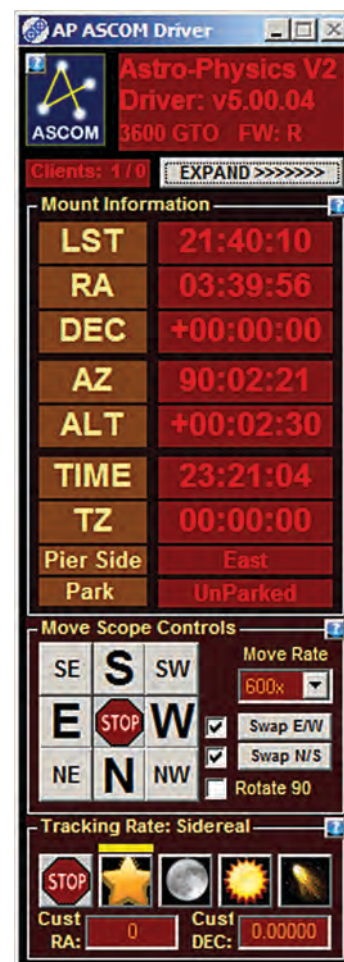 AP ASCOM Driver
?
ASCOM
Astro-Physics V2
Driver: v5.00.04
3600 GTO FW: R
Clients: 1 / 0 EXPAND >>>>>>>
Mount Information ?
LST 21:40:10
RA 03:39:56
DEC +00:00:00
AZ 90:02:21
ALT +00:02:30
TIME 23:21:04
TZ 00:00:00
Pier Side East
Park UnParked
Move Scope Controls ?
SE S SW Move Rate
600x
E STOP W Swap E/W
Swap N/S
NE N NW Rotate 90
Tracking Rate: Sidereal ?
STOP
Cust RA: 0 Cust DEC: 0.00000